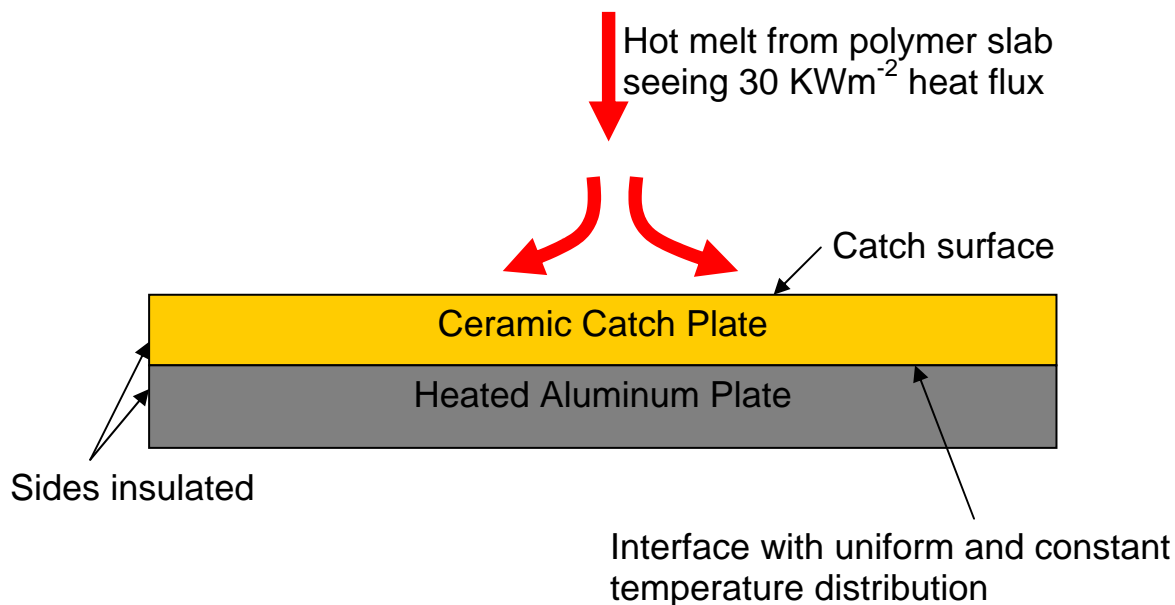 Hot melt from polymer slab
seeing 30 KWm⁻² heat flux
Catch surface
Ceramic Catch Plate
Heated Aluminum Plate
Sides insulated
Interface with uniform and constant
temperature distribution